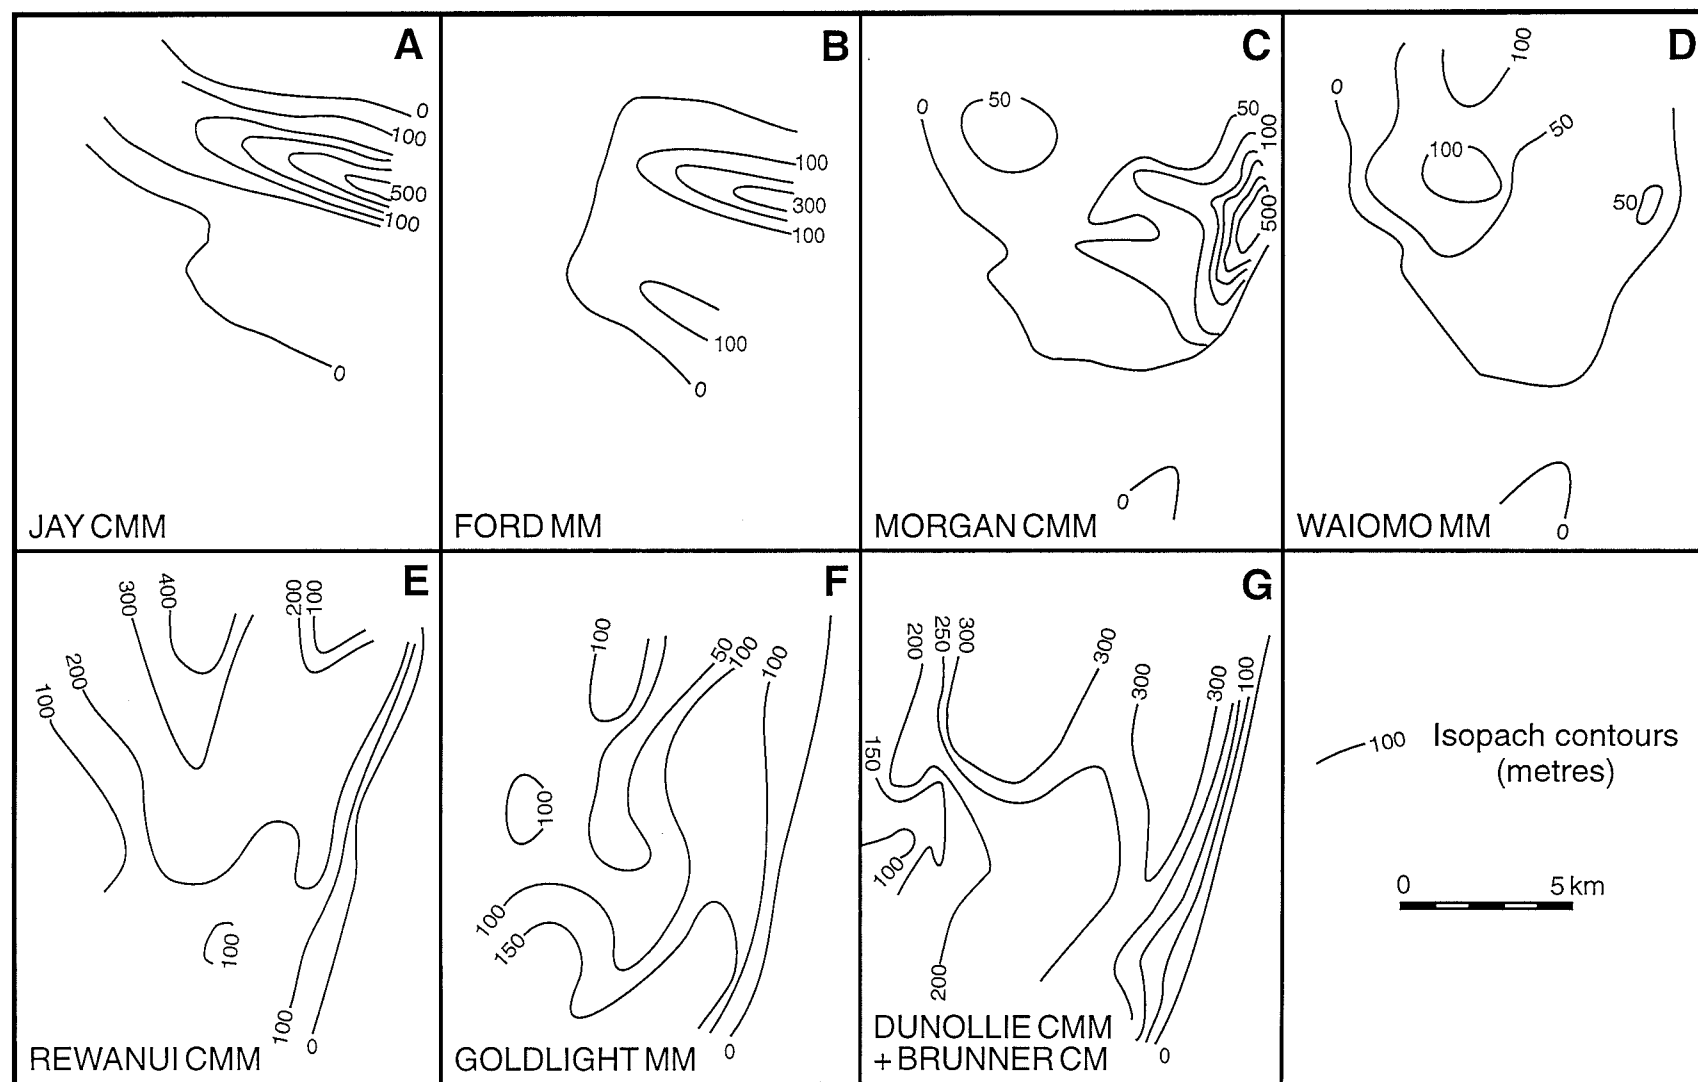 A
0
100
500
100
0
JAY CMM
B
100
300
100
100
0
FORD MM
C
0
50
50
100
500
0
MORGAN CMM
D
0
100
50
100
50
0
WAIOMO MM
E
300
400
200
100
200
100
100
100
0
REWANUI CMM
F
100
50
100
100
100
100
150
0
GOLDLIGHT MM
G
200
250
300
300
300
300
100
150
100
200
0
DUNOLLIE CMM
+ BRUNNER CM
100 Isopach contours
(metres)
0 5 km